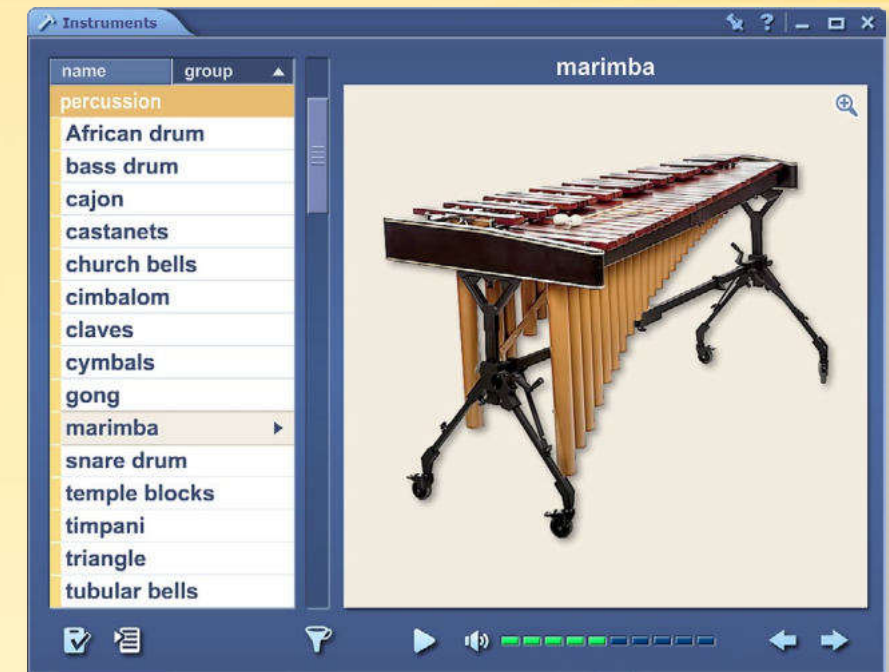 Instruments
?
name group
marimba
percussion
African drum
bass drum
cajon
castanets
church bells
cimbalom
claves
cymbals
gong
marimba
snare drum
temple blocks
timpani
triangle
tubular bells